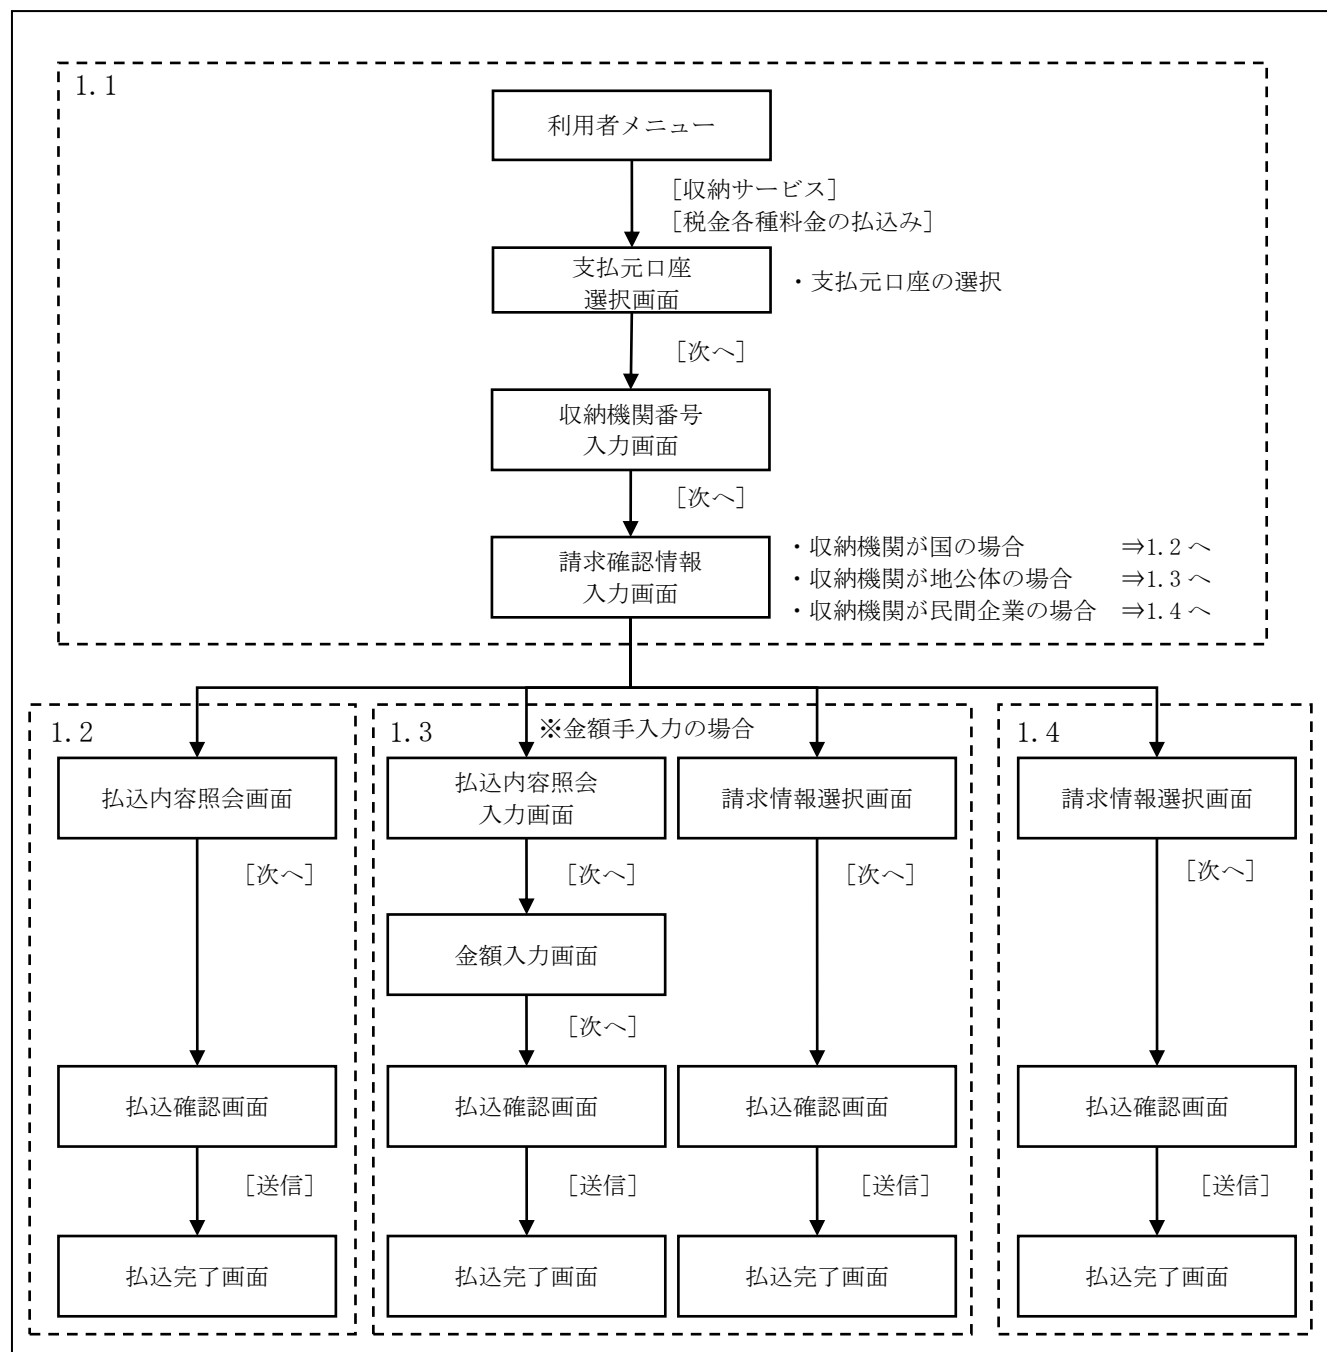 1.1
利用者メニュー
[収納サービス]
[税金各種料金の払込み]
支払元口座
選択画面
・支払元口座の選択
[次へ]
収納機関番号
入力画面
[次へ]
請求確認情報
入力画面
・収納機関が国の場合 ⇒1.2へ
・収納機関が地公体の場合 ⇒1.3へ
・収納機関が民間企業の場合 ⇒1.4へ
1.2
払込内容照会画面
[次へ]
払込確認画面
[送信]
払込完了画面
1.3
※金額手入力の場合
払込内容照会
入力画面
[次へ]
金額入力画面
[次へ]
払込確認画面
[送信]
払込完了画面
請求情報選択画面
[次へ]
払込確認画面
[送信]
払込完了画面
1.4
請求情報選択画面
[次へ]
払込確認画面
[送信]
払込完了画面